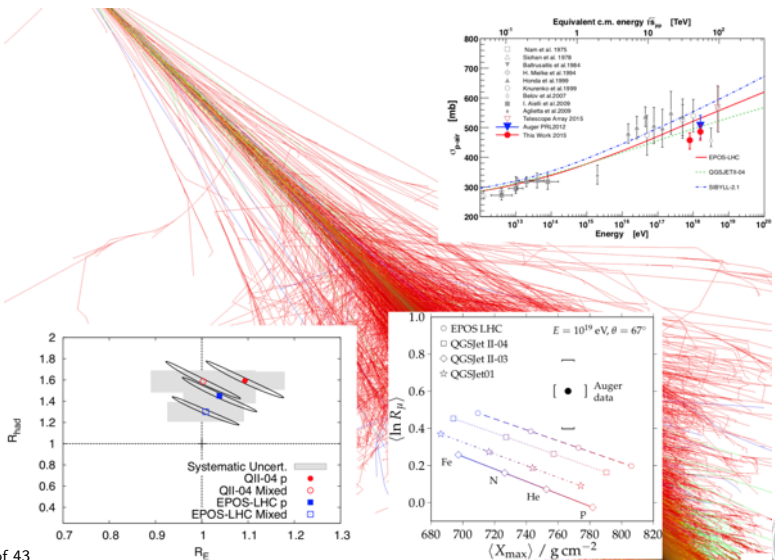 Equivalent c.m. energy √s_pp [TeV]
10⁻¹ 1 10 10²
800
700
600
500
400
300
200
σ_p-air [mb]
Nam et al. 1975
Siohan et al. 1978
Baltrusaitis et al.1984
H. Mielke et al.1994
Honda et al.1999
Knurenko et al.1999
Belov et al.2007
I. Aielli et al.2009
Aglietta et al.2009
Telescope Array 2015
Auger PRL2012
This Work 2015
EPOS-LHC
QGSJETII-04
SIBYLL-2.1
10¹³ 10¹⁴ 10¹⁵ 10¹⁶ 10¹⁷ 10¹⁸ 10¹⁹ 10²⁰
Energy [eV]
2
1.8
1.6
1.4
1.2
1
0.8
0.6
0.4
R_had
Systematic Uncert.
QII-04 p
QII-04 Mixed
EPOS-LHC p
EPOS-LHC Mixed
0.7 0.8 0.9 1 1.1 1.2 1.3
R_E
1.0
0.8
0.6
0.4
0.2
0.0
⟨ln R_μ⟩
EPOS LHC
QGSJet II-04
QGSJet II-03
QGSJet01
E = 10¹⁹ eV, θ = 67°
Auger
data
Fe
N
He
p
680 700 720 740 760 780 800 820
⟨X_max⟩ / g cm⁻²
of 43